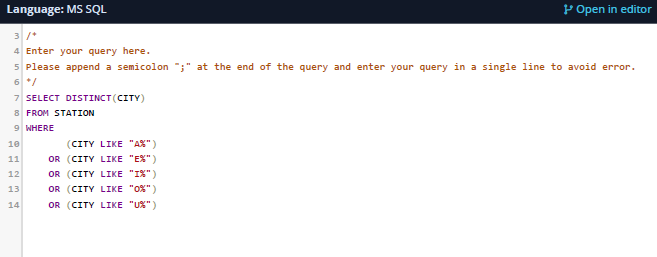 Language: MS SQL
Open in editor
3 /*
4 Enter your query here.
5 Please append a semicolon ";" at the end of the query and enter your query in a single line to avoid error.
6 */
7 SELECT DISTINCT(CITY)
8 FROM STATION
9 WHERE
10 (CITY LIKE "A%")
11 OR (CITY LIKE "E%")
12 OR (CITY LIKE "I%")
13 OR (CITY LIKE "O%")
14 OR (CITY LIKE "U%")